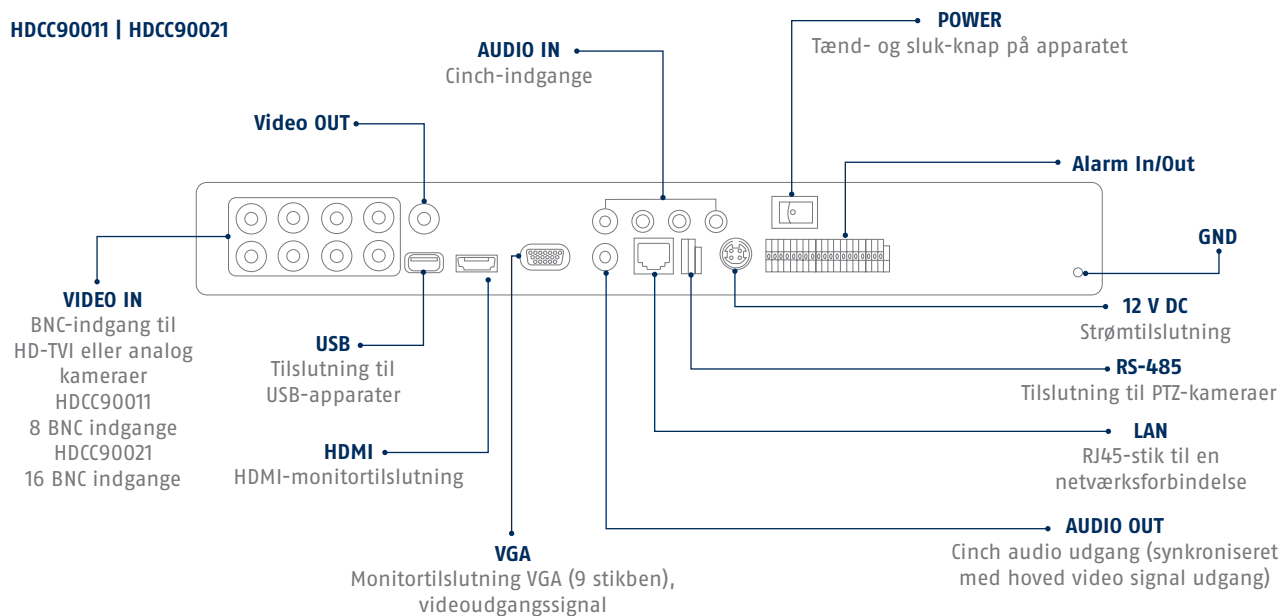 HDCC90011 | HDCC90021
POWER
Tænd- og sluk-knap på apparatet
AUDIO IN
Cinch-indgange
Video OUT
Alarm In/Out
GND
VIDEO IN
BNC-indgang til
HD-TVI eller analog
kameraer
HDCC90011
8 BNC indgange
HDCC90021
16 BNC indgange
USB
Tilslutning til
USB-apparater
HDMI
HDMI-monitortilslutning
VGA
Monitortilslutning VGA (9 stikben),
videoudgangssignal
12 V DC
Strømtilslutning
RS-485
Tilslutning til PTZ-kameraer
LAN
RJ45-stik til en
netværksforbindelse
AUDIO OUT
Cinch audio udgang (synkroniseret
med hoved video signal udgang)